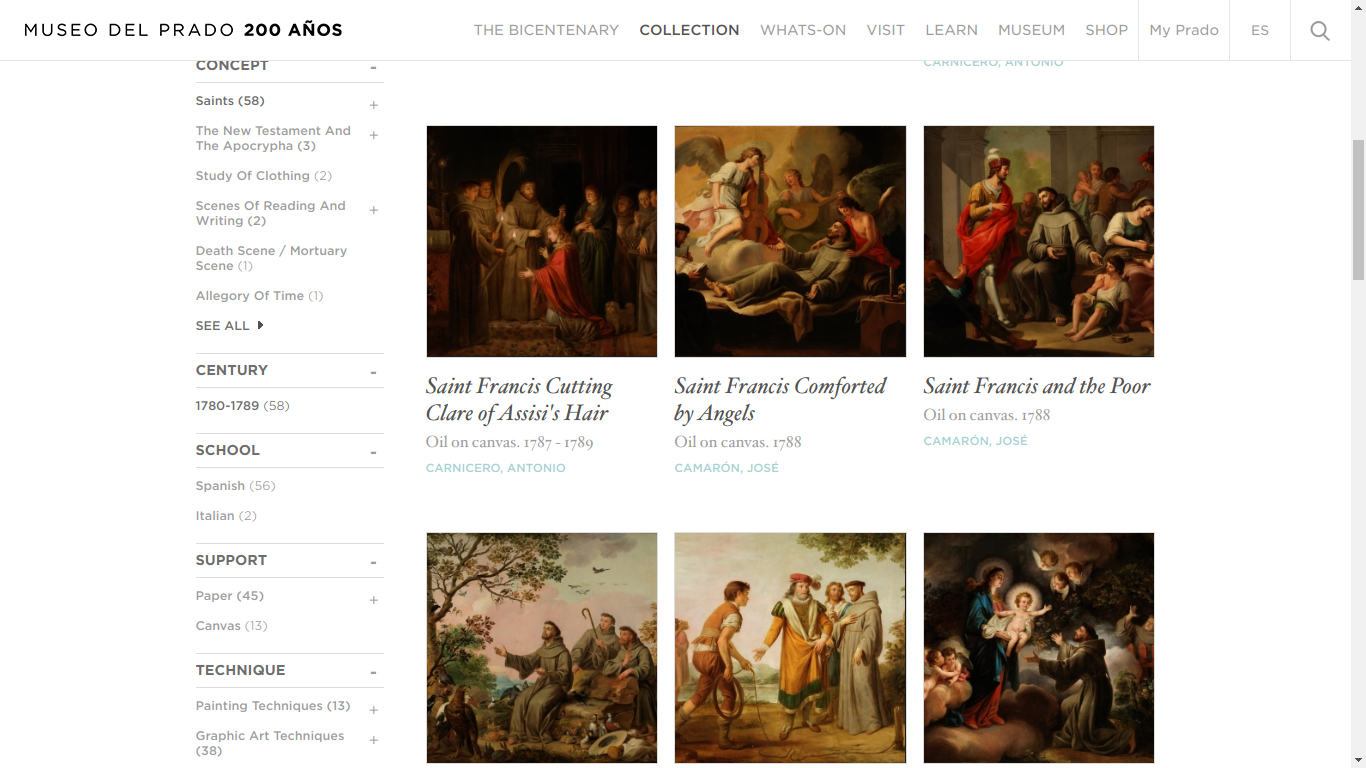 MUSEO DEL PRADO 200 AÑOS
THE BICENTENARY
COLLECTION
WHATS-ON
VISIT
LEARN
MUSEUM
SHOP
My Prado
ES
CONCEPT -
Saints (58) +
The New Testament And +
The Apocrypha (3)
Study Of Clothing (2)
Scenes Of Reading And +
Writing (2)
Death Scene / Mortuary
Scene (1)
Allegory Of Time (1)
SEE ALL
CENTURY -
1780-1789 (58)
SCHOOL -
Spanish (56)
Italian (2)
SUPPORT -
Paper (45) +
Canvas (13)
TECHNIQUE -
Painting Techniques (13) +
Graphic Art Techniques +
(38)
CARNICERO, ANTONIO
Saint Francis Cutting
Clare of Assisi's Hair
Oil on canvas. 1787 - 1789
CARNICERO, ANTONIO
Saint Francis Comforted
by Angels
Oil on canvas. 1788
CAMARÓN, JOSÉ
Saint Francis and the Poor
Oil on canvas. 1788
CAMARÓN, JOSÉ